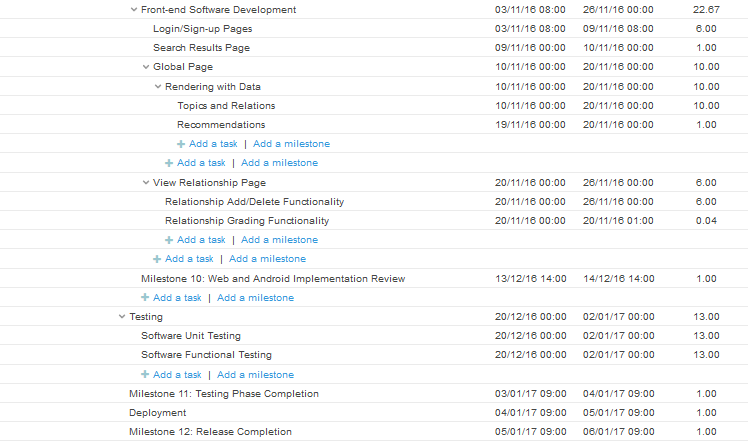 Front-end Software Development 03/11/16 08:00 26/11/16 00:00 22.67
Login/Sign-up Pages 03/11/16 08:00 09/11/16 08:00 6.00
Search Results Page 09/11/16 00:00 10/11/16 00:00 1.00
Global Page 10/11/16 00:00 20/11/16 00:00 10.00
Rendering with Data 10/11/16 00:00 20/11/16 00:00 10.00
Topics and Relations 10/11/16 00:00 20/11/16 00:00 10.00
Recommendations 19/11/16 00:00 20/11/16 00:00 1.00
+ Add a task | Add a milestone
+ Add a task | Add a milestone
View Relationship Page 20/11/16 00:00 26/11/16 00:00 6.00
Relationship Add/Delete Functionality 20/11/16 00:00 26/11/16 00:00 6.00
Relationship Grading Functionality 20/11/16 00:00 20/11/16 01:00 0.04
+ Add a task | Add a milestone
+ Add a task | Add a milestone
Milestone 10: Web and Android Implementation Review 13/12/16 14:00 14/12/16 14:00 1.00
+ Add a task | Add a milestone
Testing 20/12/16 00:00 02/01/17 00:00 13.00
Software Unit Testing 20/12/16 00:00 02/01/17 00:00 13.00
Software Functional Testing 20/12/16 00:00 02/01/17 00:00 13.00
+ Add a task | Add a milestone
Milestone 11: Testing Phase Completion 03/01/17 09:00 04/01/17 09:00 1.00
Deployment 04/01/17 09:00 05/01/17 09:00 1.00
Milestone 12: Release Completion 05/01/17 09:00 06/01/17 09:00 1.00